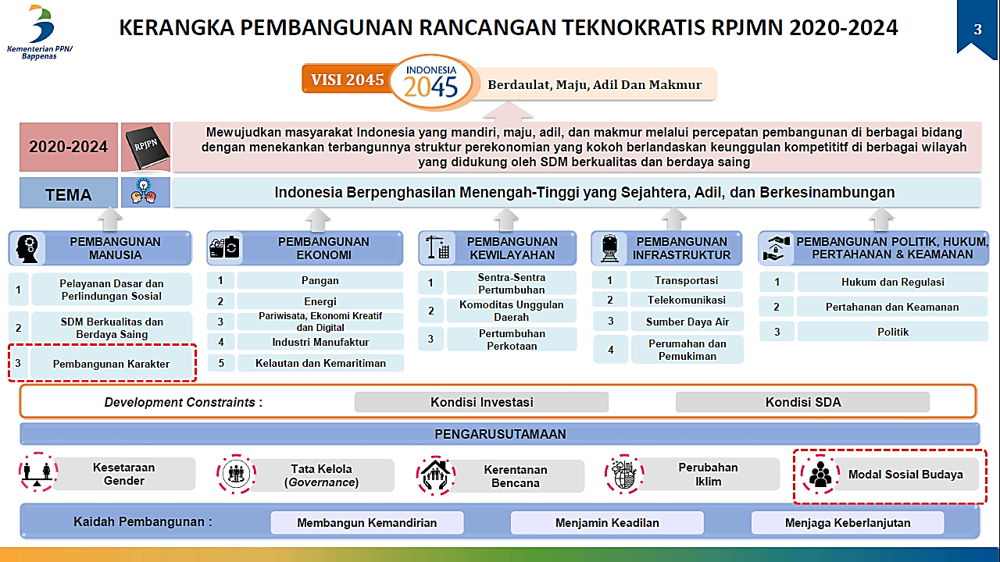 KERANGKA PEMBANGUNAN RANCANGAN TEKNOKRATIS RPJMN 2020-2024
3
Kementerian PPN/
Bappenas
VISI 2045
INDONESIA
2045
Berdaulat, Maju, Adil Dan Makmur
2020-2024
RPJPN
Mewujudkan masyarakat Indonesia yang mandiri, maju, adil, dan makmur melalui percepatan pembangunan di berbagai bidang
dengan menekankan terbangunnya struktur perekonomian yang kokoh berlandaskan keunggulan kompetititf di berbagai wilayah
yang didukung oleh SDM berkualitas dan berdaya saing
TEMA
Indonesia Berpenghasilan Menengah-Tinggi yang Sejahtera, Adil, dan Berkesinambungan
PEMBANGUNAN
MANUSIA
1
Pelayanan Dasar dan
Perlindungan Sosial
2
SDM Berkualitas dan
Berdaya Saing
3
Pembangunan Karakter
PEMBANGUNAN
EKONOMI
1
Pangan
2
Energi
3
Pariwisata, Ekonomi Kreatif
dan Digital
4
Industri Manufaktur
5
Kelautan dan Kemaritiman
PEMBANGUNAN
KEWILAYAHAN
1
Sentra-Sentra
Pertumbuhan
2
Komoditas Unggulan
Daerah
3
Pertumbuhan
Perkotaan
PEMBANGUNAN
INFRASTRUKTUR
1
Transportasi
2
Telekomunikasi
3
Sumber Daya Air
4
Perumahan dan
Pemukiman
PEMBANGUNAN POLITIK, HUKUM,
PERTAHANAN & KEAMANAN
1
Hukum dan Regulasi
2
Pertahanan dan Keamanan
3
Politik
Development Constraints :
Kondisi Investasi
Kondisi SDA
PENGARUSUTAMAAN
Kesetaraan
Gender
Tata Kelola
(Governance)
Kerentanan
Bencana
Perubahan
Iklim
Modal Sosial Budaya
Kaidah Pembangunan :
Membangun Kemandirian
Menjamin Keadilan
Menjaga Keberlanjutan